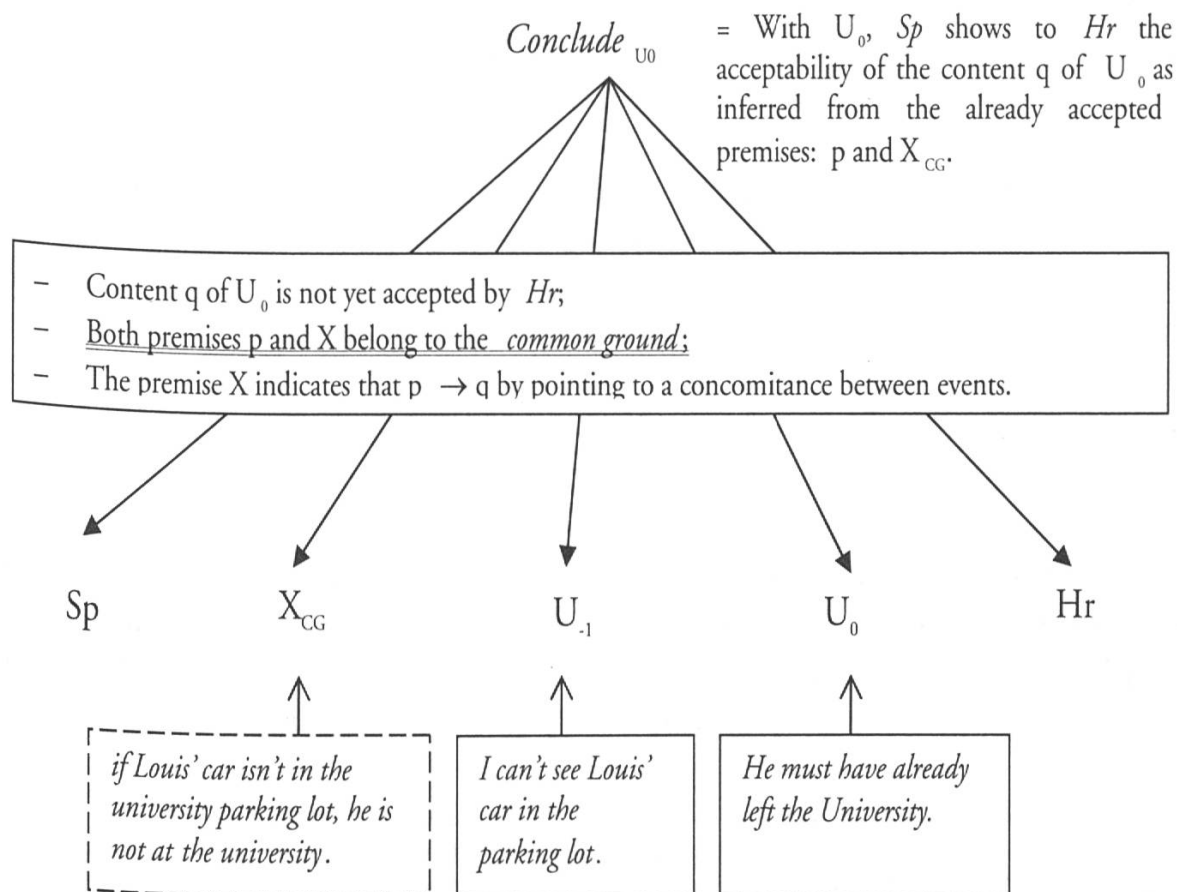 Conclude U0
= With U0, Sp shows to Hr the
acceptability of the content q of U0 as
inferred from the already accepted
premises: p and XCG.
– Content q of U0 is not yet accepted by Hr;
– Both premises p and X belong to the common ground;
– The premise X indicates that p → q by pointing to a concomitance between events.
Sp XCG U-1 U0 Hr
if Louis' car isn't in the
university parking lot, he is
not at the university.
I can't see Louis'
car in the
parking lot.
He must have already
left the University.